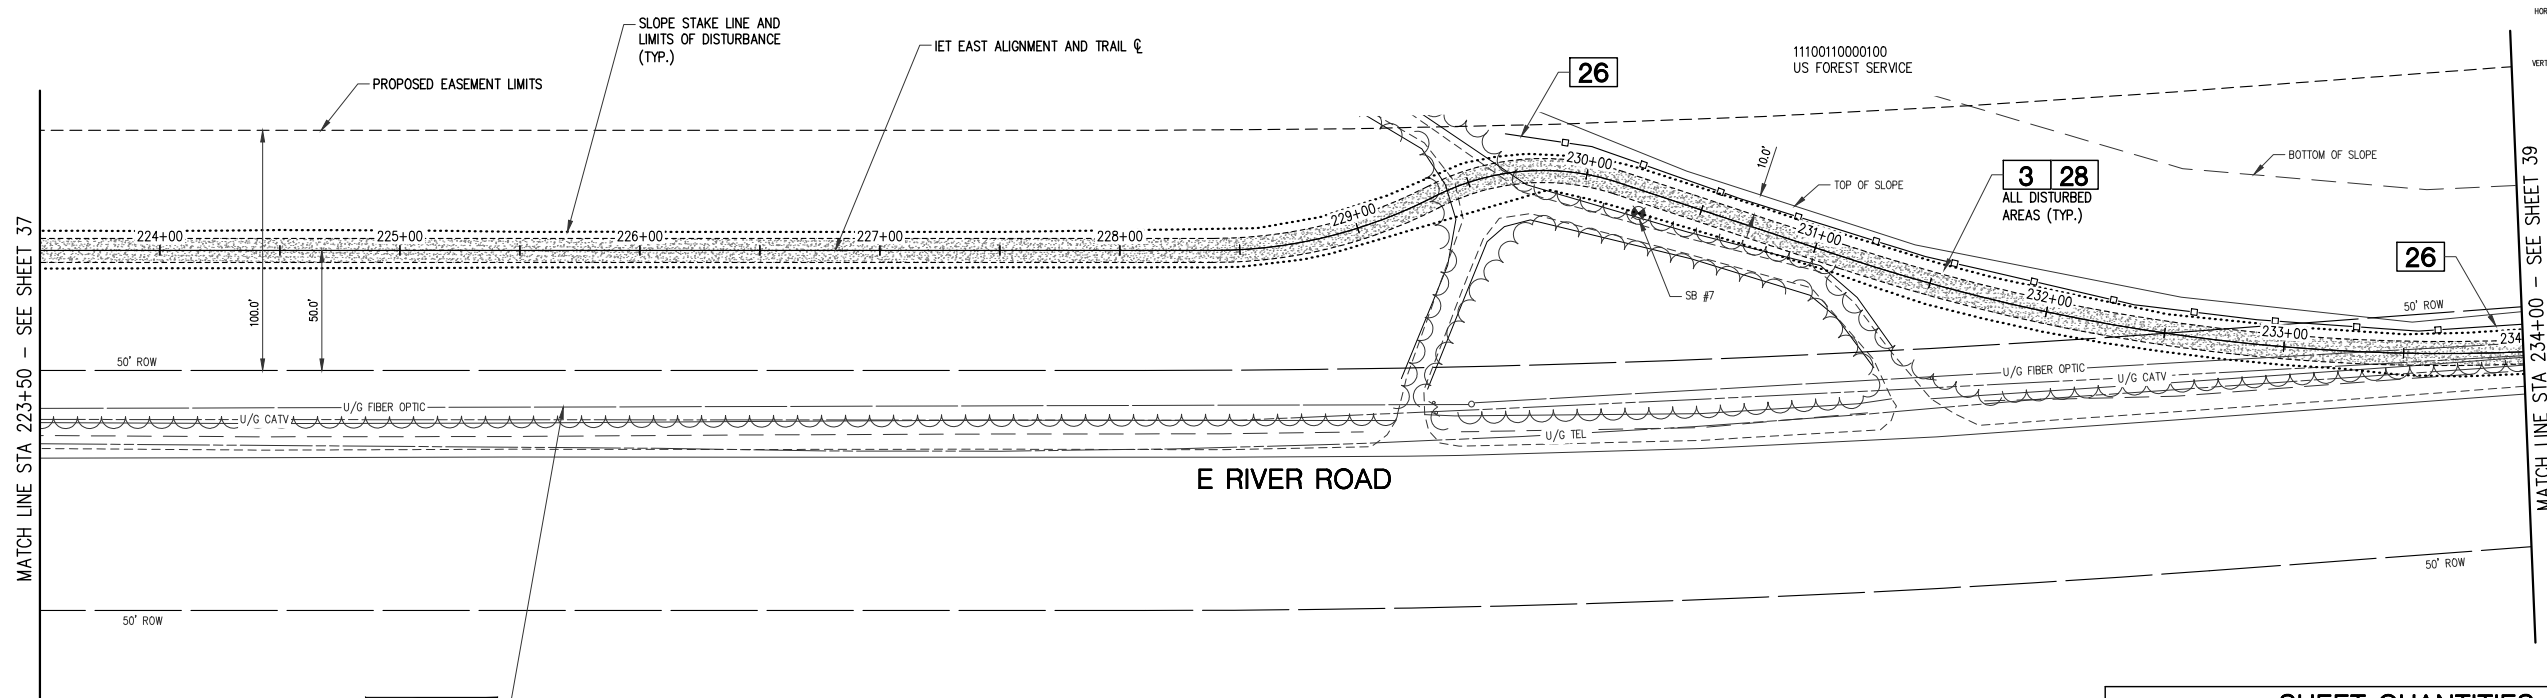 HOR
VERT
SLOPE STAKE LINE AND
LIMITS OF DISTURBANCE
(TYP.)
IET EAST ALIGNMENT AND TRAIL ℄
PROPOSED EASEMENT LIMITS
26
11100110000100
US FOREST SERVICE
BOTTOM OF SLOPE
TOP OF SLOPE
10.0'
3 28
ALL DISTURBED
AREAS (TYP.)
26
MATCH LINE STA 223+50 - SEE SHEET 37
MATCH LINE STA 234+00 - SEE SHEET 39
224+00
225+00
226+00
227+00
228+00
229+00
230+00
231+00
232+00
233+00
234
100.0'
50.0'
SB #7
50' ROW
50' ROW
U/G FIBER OPTIC
U/G CATV
U/G FIBER OPTIC
U/G CATV
U/G TEL
E RIVER ROAD
50' ROW
50' ROW
SHEET QUANTITIES